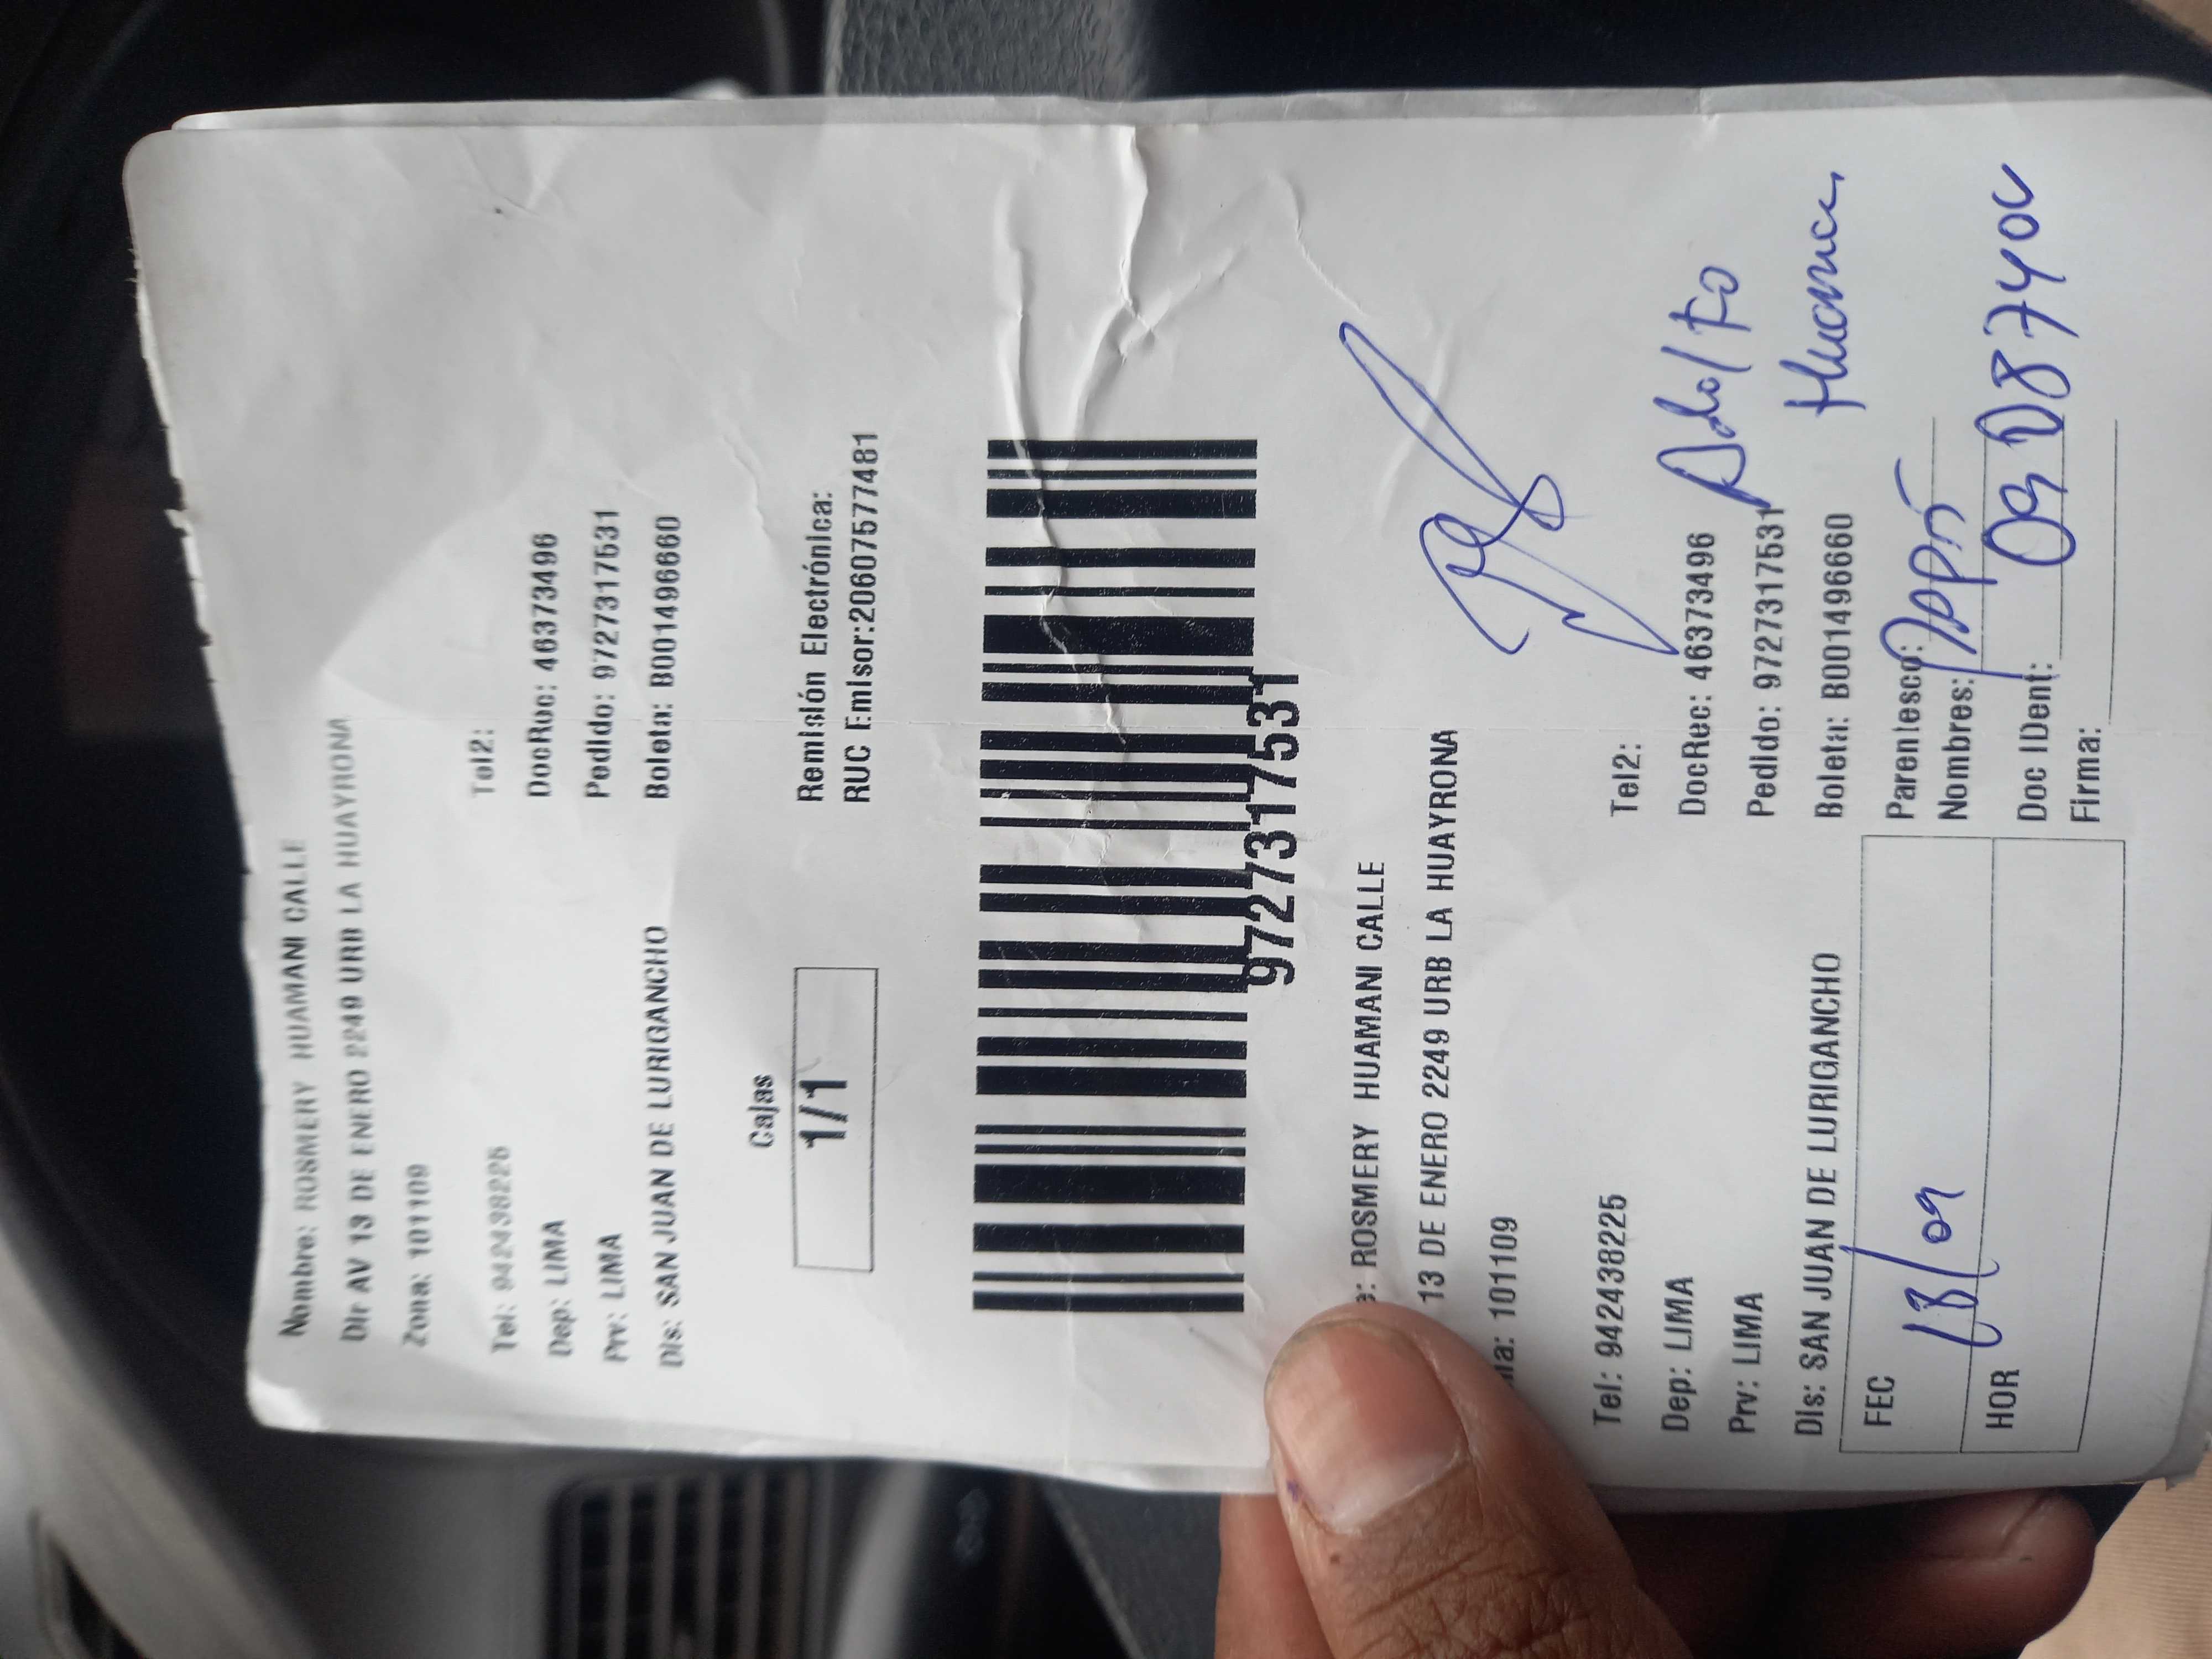 Nombre: ROSMERY HUAMANI CALLE
Dir AV 13 DE ENERO 2249 URB LA HUAYRONA
Zona: 101109
Tel: 942438225 Tel2:
Dep: LIMA DocRec: 46373496
Prv: LIMA Pedido: 9727317531
Dis: SAN JUAN DE LURIGANCHO Boleta: B001496660
Cajas Remisión Electrónica:
1/1 RUC Emisor:20607577481
9727317531
e: ROSMERY HUAMANI CALLE
13 DE ENERO 2249 URB LA HUAYRONA
na: 101109
Tel: 942438225 Tel2:
Dep: LIMA DocRec: 46373496 Adolfo
Prv: LIMA Pedido: 9727317531
Dis: SAN JUAN DE LURIGANCHO Boleta: B001496660
FEC 18/09 Parentesco:
Nombres:
HOR Doc IDent:
Firma: